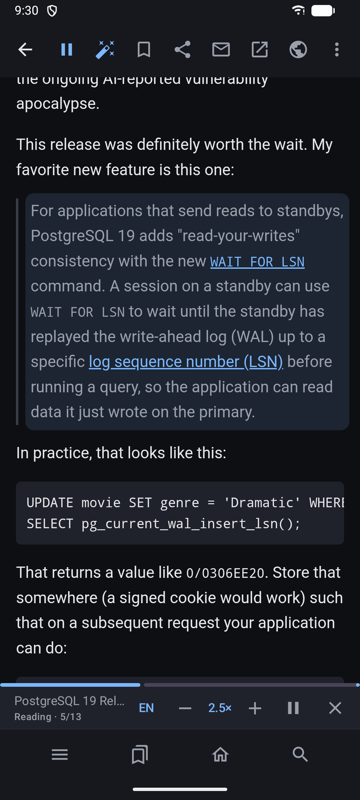 9:30
the ongoing AI-reported vulnerability
apocalypse.
This release was definitely worth the wait. My
favorite new feature is this one:
For applications that send reads to standbys,
PostgreSQL 19 adds "read-your-writes"
consistency with the new WAIT FOR LSN
command. A session on a standby can use
WAIT FOR LSN to wait until the standby has
replayed the write-ahead log (WAL) up to a
specific log sequence number (LSN) before
running a query, so the application can read
data it just wrote on the primary.
In practice, that looks like this:
UPDATE movie SET genre = 'Dramatic' WHERE
SELECT pg_current_wal_insert_lsn();
That returns a value like 0/0306EE20. Store that
somewhere (a signed cookie would work) such
that on a subsequent request your application
can do:
PostgreSQL 19 Rel... EN 2.5×
Reading · 5/13